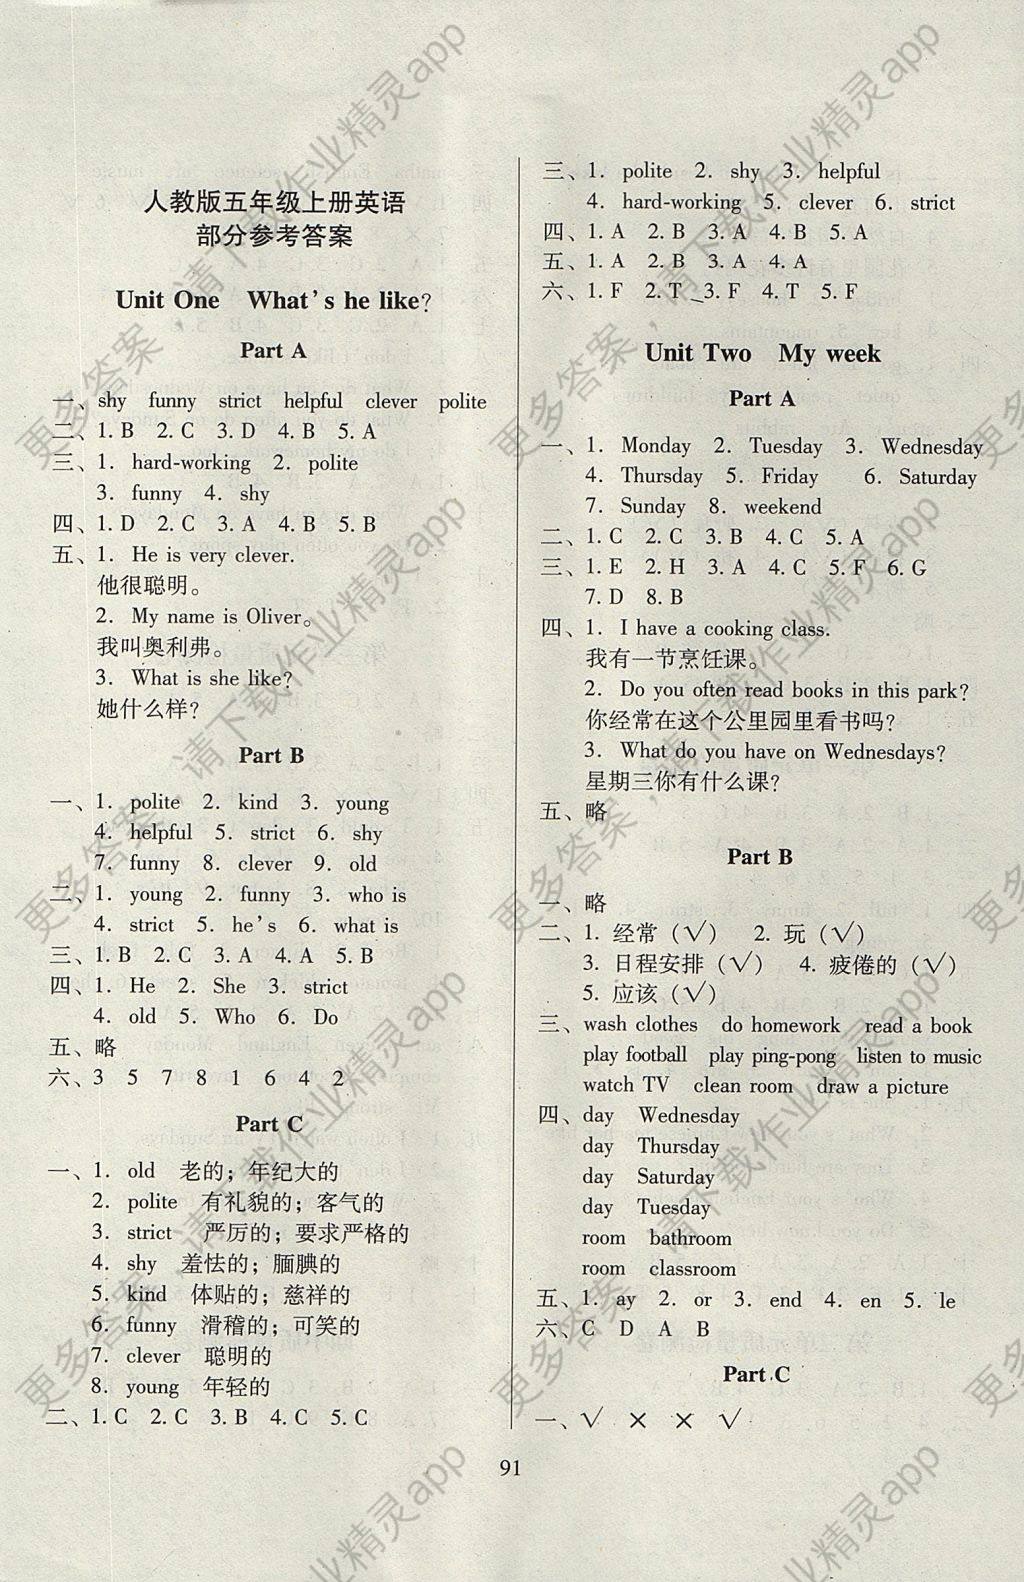 人教版五年级上册英语
部分参考答案
Unit One What's he like?
Part A
一、shy funny strict helpful clever polite
二、1. B 2. C 3. D 4. B 5. A
三、1. hard-working 2. polite
3. funny 4. shy
四、1. D 2. C 3. A 4. B 5. B
五、1. He is very clever.
他很聪明。
2. My name is Oliver。
我叫奥利弗。
3. What is she like?
她什么样?
Part B
一、1. polite 2. kind 3. young
4. helpful 5. strict 6. shy
7. funny 8. clever 9. old
二、1. young 2. funny 3. who is
4. strict 5. he's 6. what is
三、1. B 2. C 3. A 4. A 5. B
四、1. He 2. She 3. strict
4. old 5. Who 6. Do
五、略
六、3 5 7 8 1 6 4 2
Part C
一、1. old 老的；年纪大的
2. polite 有礼貌的；客气的
3. strict 严厉的；要求严格的
4. shy 羞怯的；腼腆的
5. kind 体贴的；慈祥的
6. funny 滑稽的；可笑的
7. clever 聪明的
8. young 年轻的
二、1. C 2. C 3. B 4. C 5. C
三、1. polite 2. shy 3. helpful
4. hard-working 5. clever 6. strict
四、1. A 2. B 3. A 4. B 5. A
五、1. A 2. B 3. A 4. A
六、1. F 2. T 3. F 4. T 5. F
Unit Two My week
Part A
一、1. Monday 2. Tuesday 3. Wednesday
4. Thursday 5. Friday 6. Saturday
7. Sunday 8. weekend
二、1. C 2. C 3. B 4. C 5. A
三、1. E 2. H 3. A 4. C 5. F 6. G
7. D 8. B
四、1. I have a cooking class.
我有一节烹饪课。
2. Do you often read books in this park?
你经常在这个公里园里看书吗?
3. What do you have on Wednesdays?
星期三你有什么课?
五、略
Part B
一、略
二、1. 经常（√） 2. 玩（√）
3. 日程安排（√） 4. 疲倦的（√）
5. 应该（√）
三、wash clothes do homework read a book
play football play ping-pong listen to music
watch TV clean room draw a picture
四、day Wednesday
day Thursday
day Saturday
day Tuesday
room bathroom
room classroom
五、1. ay 2. or 3. end 4. en 5. le
六、C D A B
Part C
一、√ × × √
91
更多答案，请下载作业精灵app